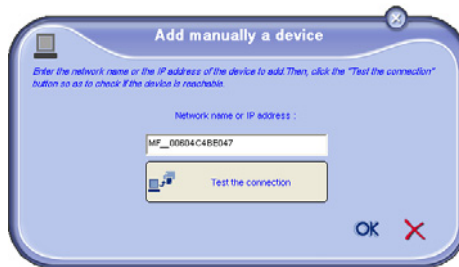 Add manually a device
Enter the network name or the IP address of the device to add. Then, click the "Test the connection"
button so as to check if the device is reachable.
Network name or IP address :
MF__00604C4BE047
Test the connection
OK